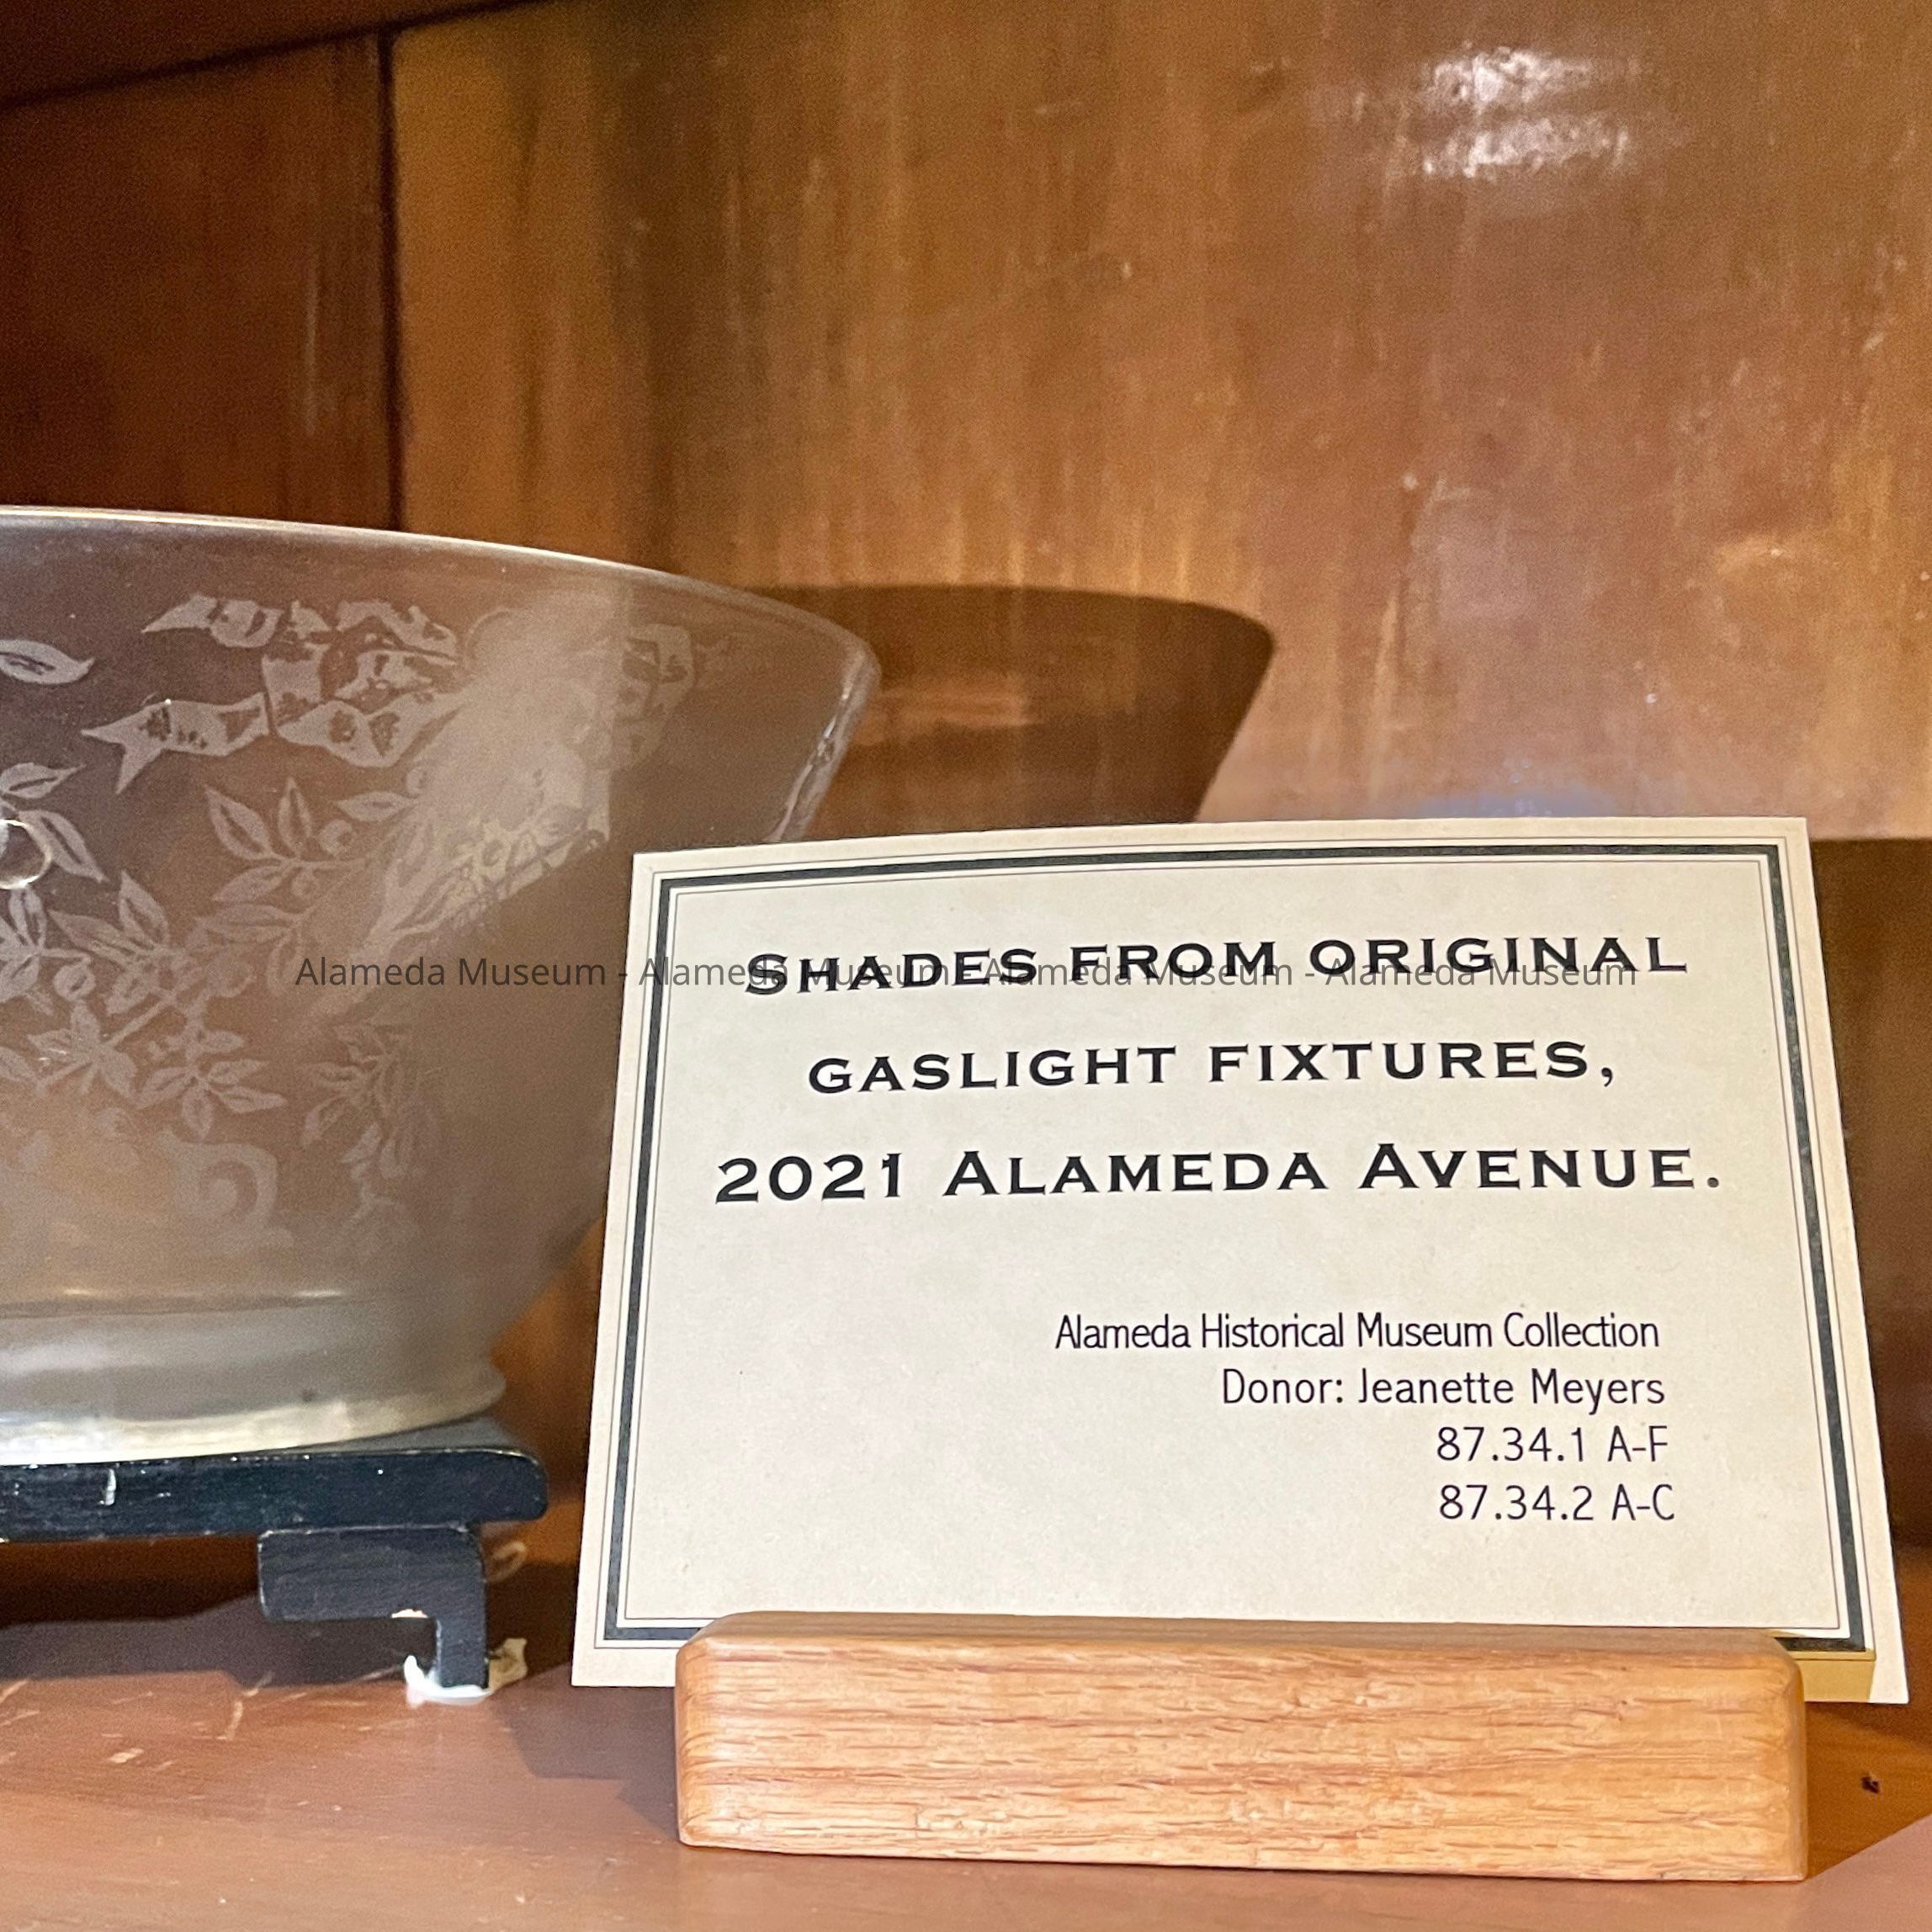 Alameda Museum - Alameda Museum - Alameda Museum - Alameda Museum
SHADES FROM ORIGINAL
GASLIGHT FIXTURES,
2021 ALAMEDA AVENUE.
Alameda Historical Museum Collection
Donor: Jeanette Meyers
87.34.1 A-F
87.34.2 A-C